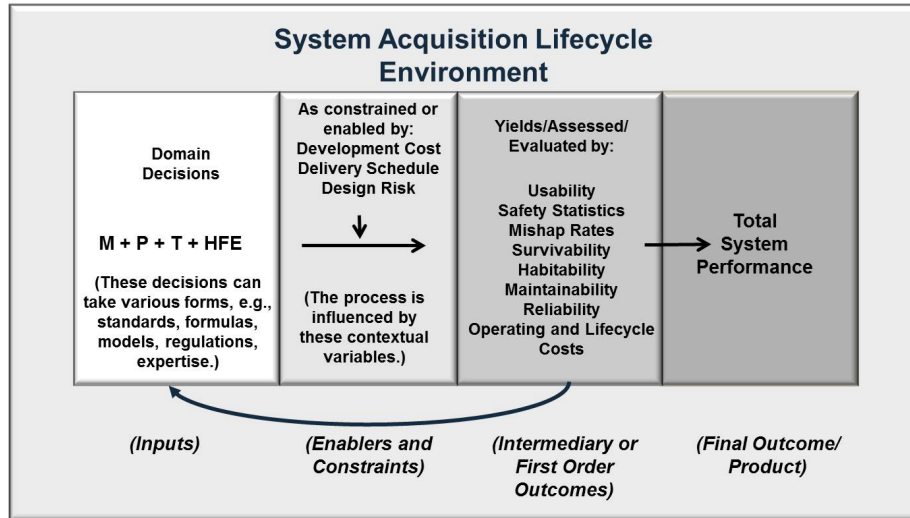 System Acquisition Lifecycle
Environment
Domain
Decisions
M + P + T + HFE
(These decisions can
take various forms, e.g.,
standards, formulas,
models, regulations,
expertise.)
As constrained or
enabled by:
Development Cost
Delivery Schedule
Design Risk
(The process is
influenced by
these contextual
variables.)
Yields/Assessed/
Evaluated by:
Usability
Safety Statistics
Mishap Rates
Survivability
Habitability
Maintainability
Reliability
Operating and Lifecycle
Costs
Total
System
Performance
(Inputs)
(Enablers and
Constraints)
(Intermediary or
First Order
Outcomes)
(Final Outcome/
Product)